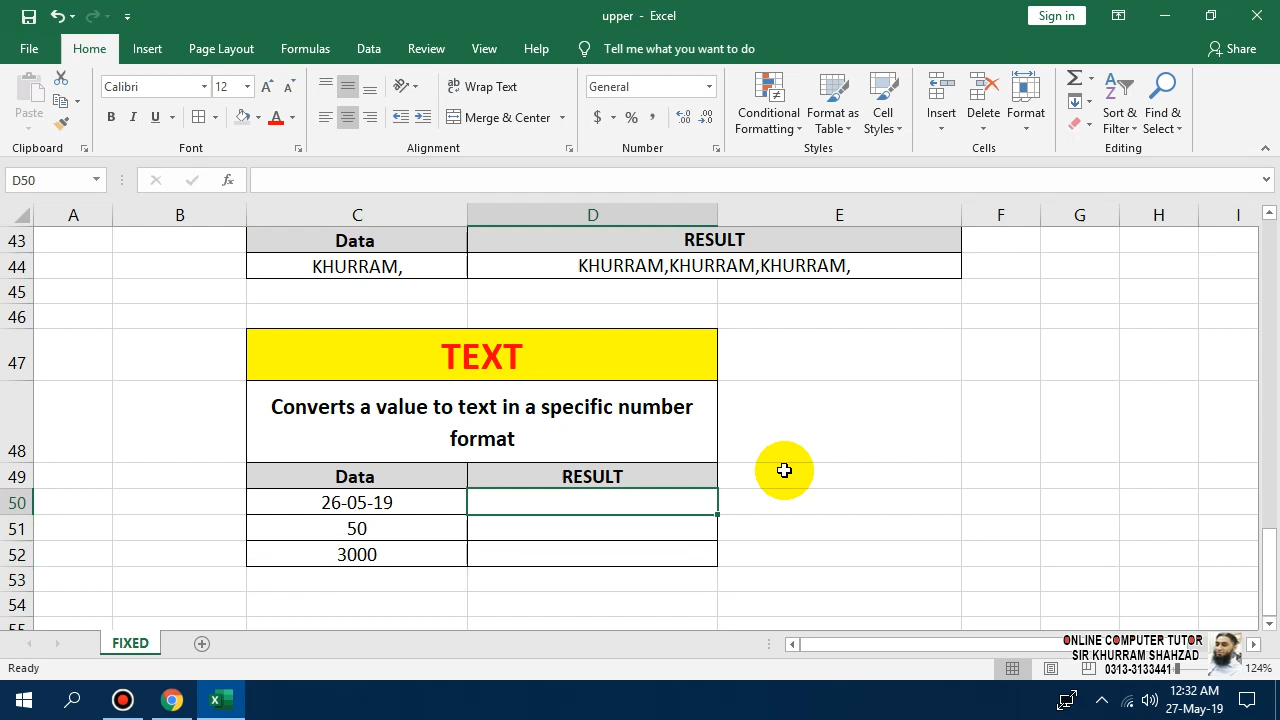 upper - Excel
Sign in
File Home Insert Page Layout Formulas Data Review View Help Tell me what you want to do Share
Paste
Calibri 12
Wrap Text
Merge & Center
General
Conditional Formatting
Format as Table
Cell Styles
Insert Delete Format
Sort & Filter
Find & Select
Clipboard Font Alignment Number Styles Cells Editing
D50 fx
A B C D E F G H I
43 Data RESULT
44 KHURRAM, KHURRAM,KHURRAM,KHURRAM,
45
46
47 TEXT
48 Converts a value to text in a specific number
format
49 Data RESULT
50 26-05-19
51 50
52 3000
53
54
55
FIXED
ONLINE COMPUTER TUTOR
SIR KHURRAM SHAHZAD
0313-3133441
Ready
124%
12:32 AM
27-May-19